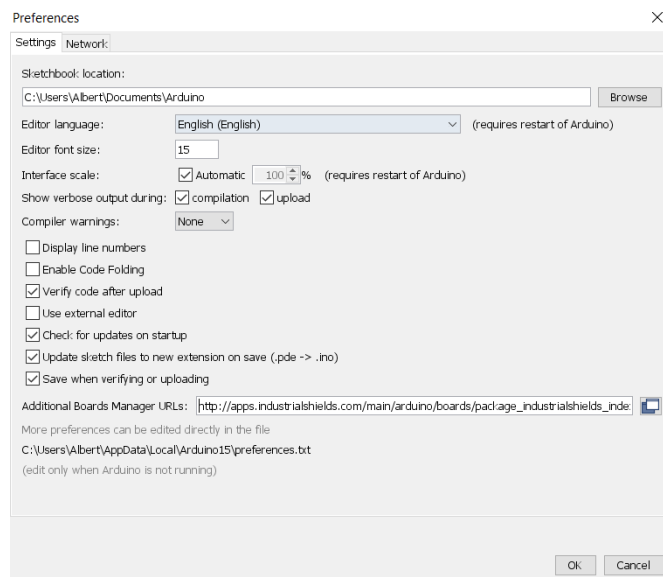 Preferences
Settings Network
Sketchbook location:
C:\Users\Albert\Documents\Arduino Browse
Editor language: English (English) (requires restart of Arduino)
Editor font size: 15
Interface scale: Automatic 100 % (requires restart of Arduino)
Show verbose output during: compilation upload
Compiler warnings: None
Display line numbers
Enable Code Folding
Verify code after upload
Use external editor
Check for updates on startup
Update sketch files to new extension on save (.pde -> .ino)
Save when verifying or uploading
Additional Boards Manager URLs: http://apps.industrialshields.com/main/arduino/boards/package_industrialshields_inde
More preferences can be edited directly in the file
C:\Users\Albert\AppData\Local\Arduino15\preferences.txt
(edit only when Arduino is not running)
OK Cancel